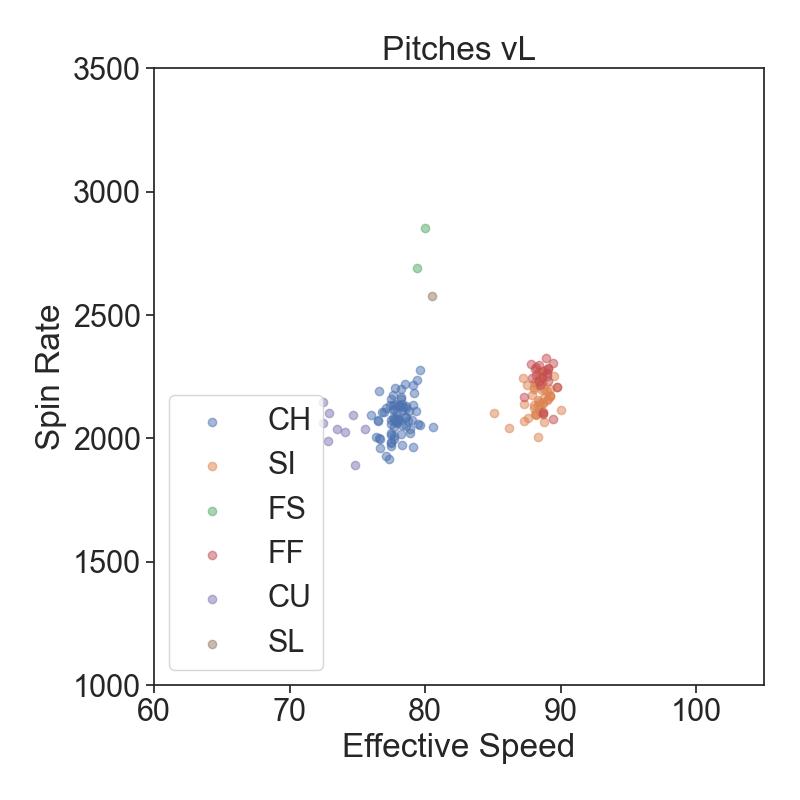 Pitches vL
3500
3000
2500
2000
1500
1000
Spin Rate
CH
SI
FS
FF
CU
SL
60 70 80 90 100
Effective Speed